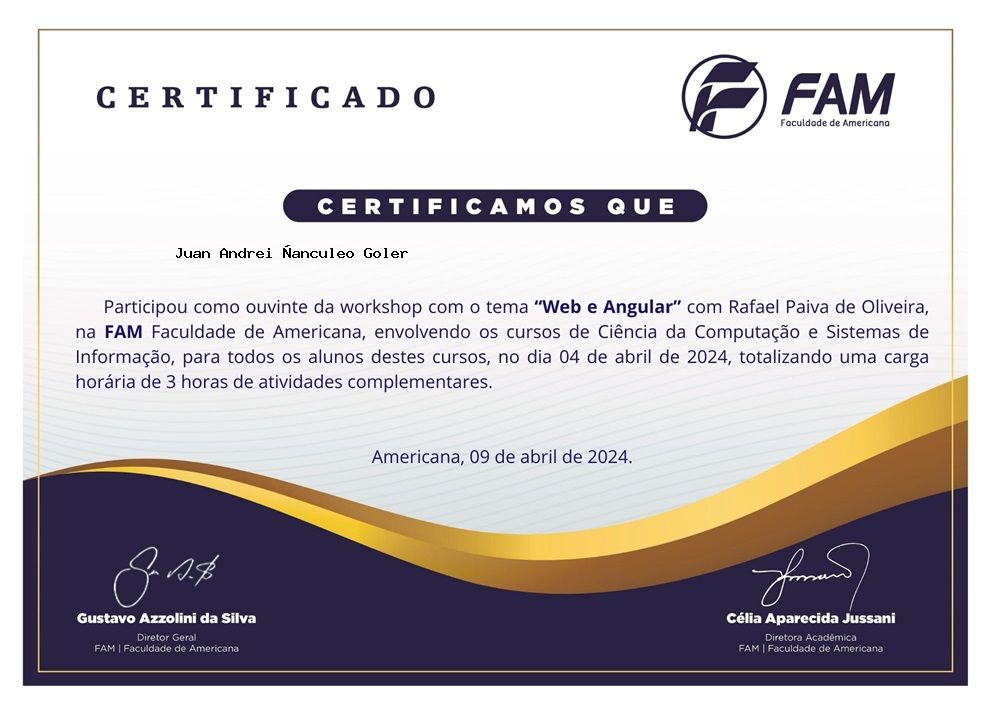 CERTIFICADO
FAM
Faculdade de Americana
CERTIFICAMOS QUE
Juan Andrei Ñanculeo Goler
Participou como ouvinte da workshop com o tema “Web e Angular” com Rafael Paiva de Oliveira,
na FAM Faculdade de Americana, envolvendo os cursos de Ciência da Computação e Sistemas de
Informação, para todos os alunos destes cursos, no dia 04 de abril de 2024, totalizando uma carga
horária de 3 horas de atividades complementares.
Americana, 09 de abril de 2024.
Gustavo Azzolini da Silva
Diretor Geral
FAM | Faculdade de Americana
Célia Aparecida Jussani
Diretora Acadêmica
FAM | Faculdade de Americana